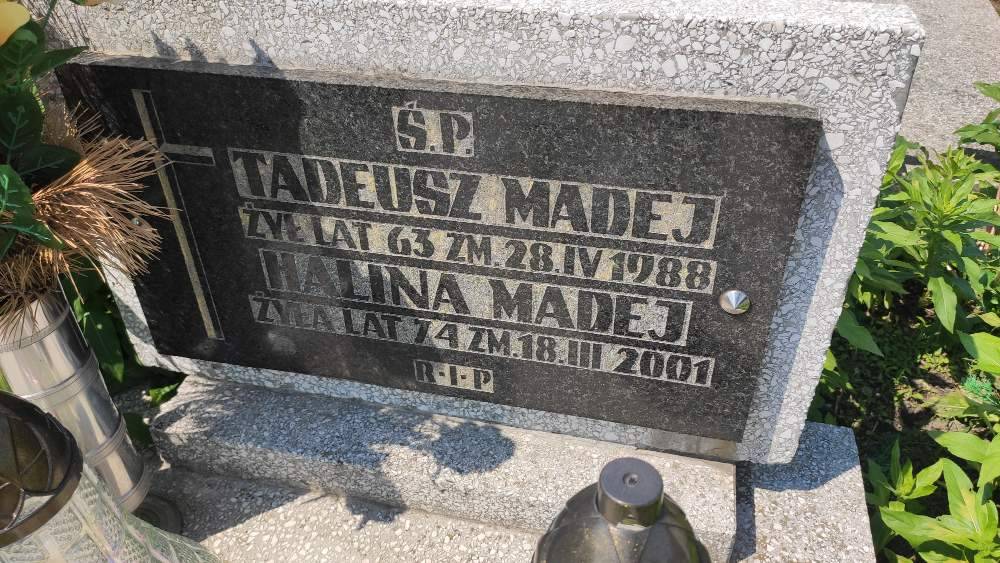 Ś.P.
TADEUSZ MADEJ
ŻYŁ LAT 63 ZM. 28.IV 1988
HALINA MADEJ
ŻYŁA LAT 74 ZM. 18.III 2001
R·I·P